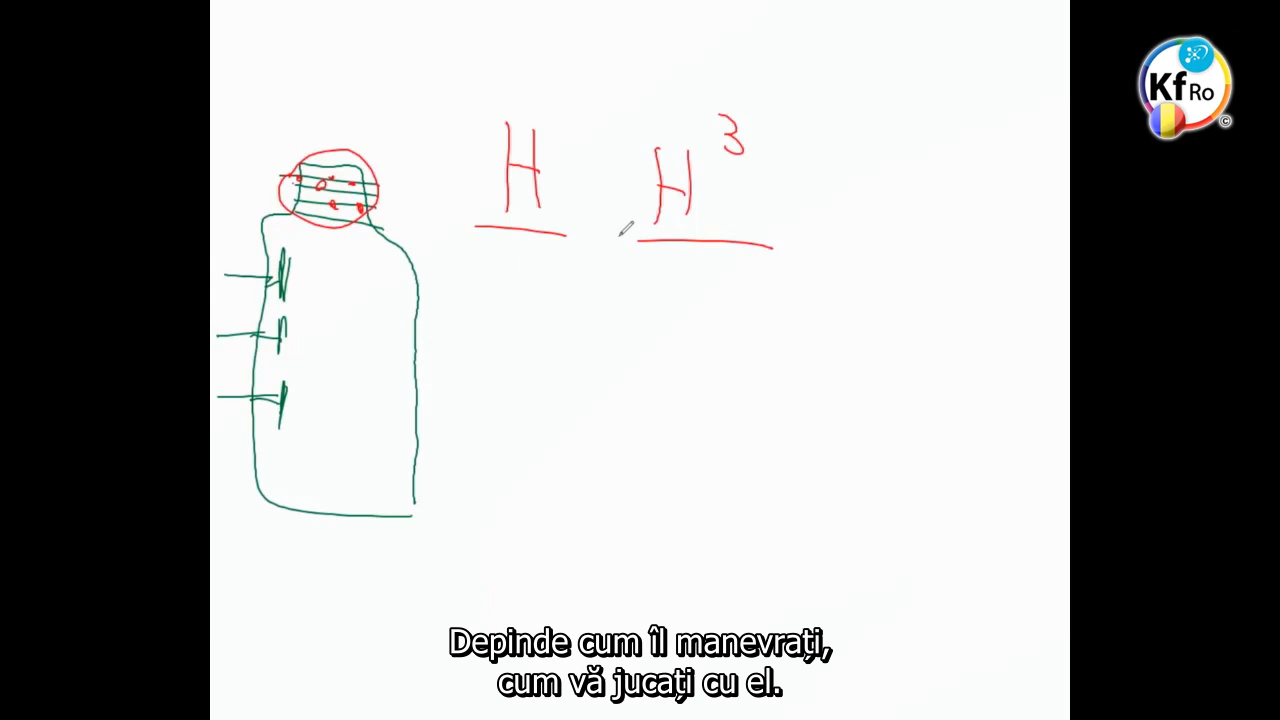 Kf Ro
©
H H³
Depinde cum îl manevrați,
cum vă jucați cu el.